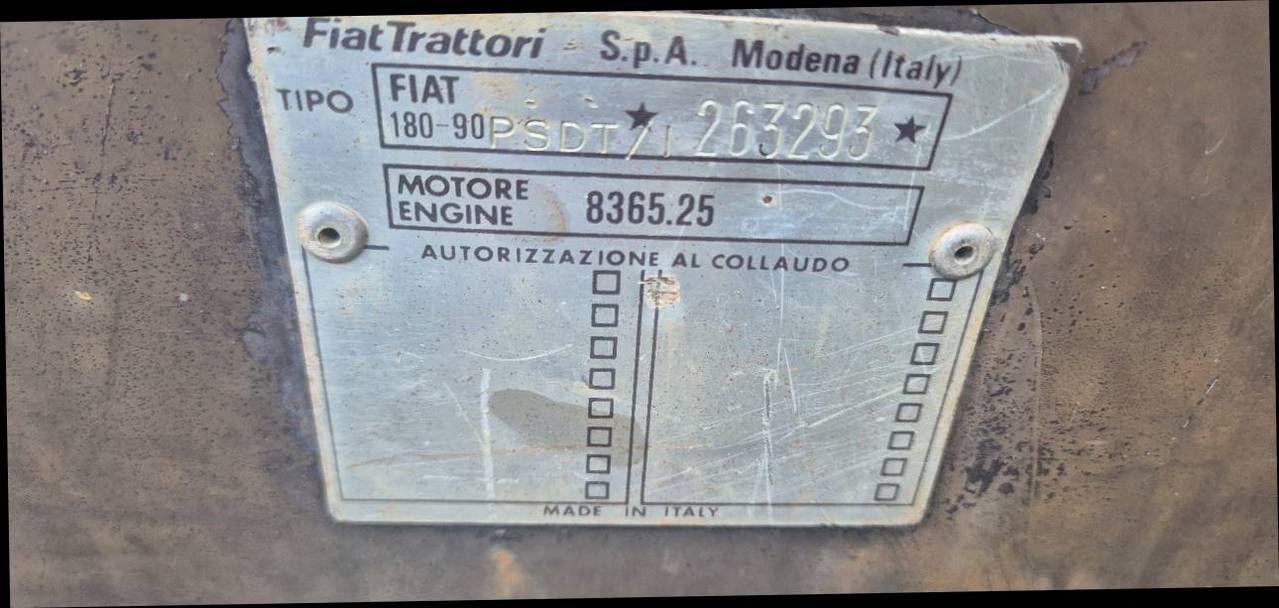 FiatTrattori S.p.A. Modena (Italy)
TIPO FIAT
180-90 PSDT/1 ★ 263293 ★
MOTORE
ENGINE 8365.25
AUTORIZZAZIONE AL COLLAUDO
MADE IN ITALY